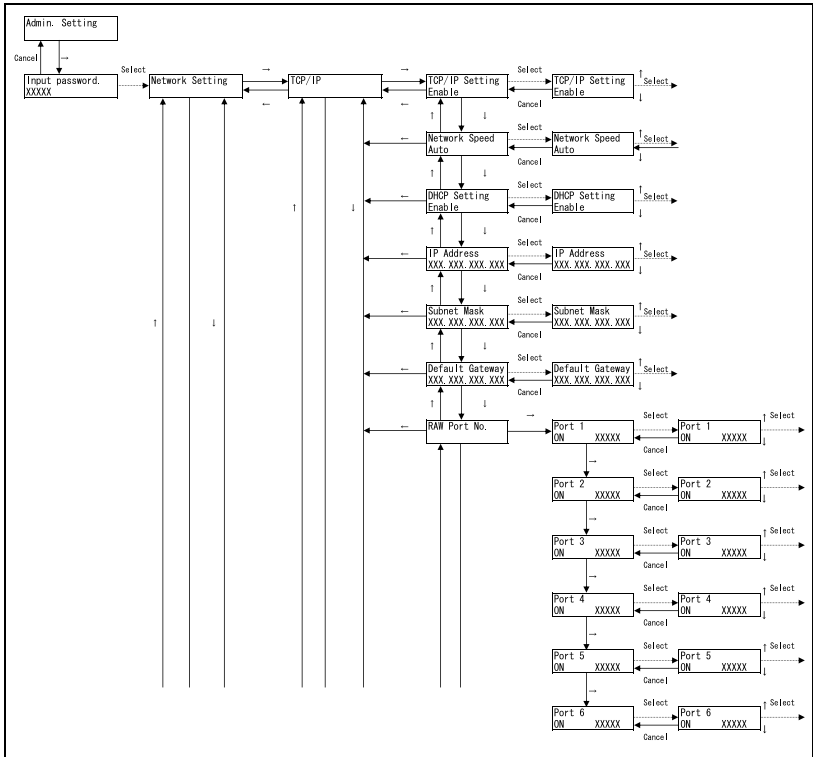 Admin. Setting
Cancel →
Select → → Select Select ↑
Input password. Network Setting TCP/IP TCP/IP Setting TCP/IP Setting Select
XXXXX Enable Enable
← ← Cancel ↓
↑ ↓ Select ↑
← Network Speed Network Speed Select
Auto Auto
Cancel ↓
↑ ↓ Select ↑
← DHCP Setting DHCP Setting Select
Enable Enable
↑ ↓ Cancel ↓
↑ ↓ Select ↑
← IP Address IP Address Select
XXX.XXX.XXX.XXX XXX.XXX.XXX.XXX
Cancel ↓
↑ ↓ Select ↑
← Subnet Mask Subnet Mask Select
↑ ↓ XXX.XXX.XXX.XXX XXX.XXX.XXX.XXX
Cancel ↓
↑ ↓ Select ↑
← Default Gateway Default Gateway Select
XXX.XXX.XXX.XXX XXX.XXX.XXX.XXX
Cancel ↓
↑ ↓ → Select ↑ Select
← RAW Port No. Port 1 Port 1
ON XXXXX ON XXXXX
Cancel ↓
→ Select ↑ Select
Port 2 Port 2
ON XXXXX ON XXXXX
Cancel ↓
→ Select ↑ Select
Port 3 Port 3
ON XXXXX ON XXXXX
Cancel ↓
→ Select ↑ Select
Port 4 Port 4
ON XXXXX ON XXXXX
Cancel ↓
→ Select ↑ Select
Port 5 Port 5
ON XXXXX ON XXXXX
Cancel ↓
→ Select ↑ Select
Port 6 Port 6
ON XXXXX ON XXXXX
Cancel ↓